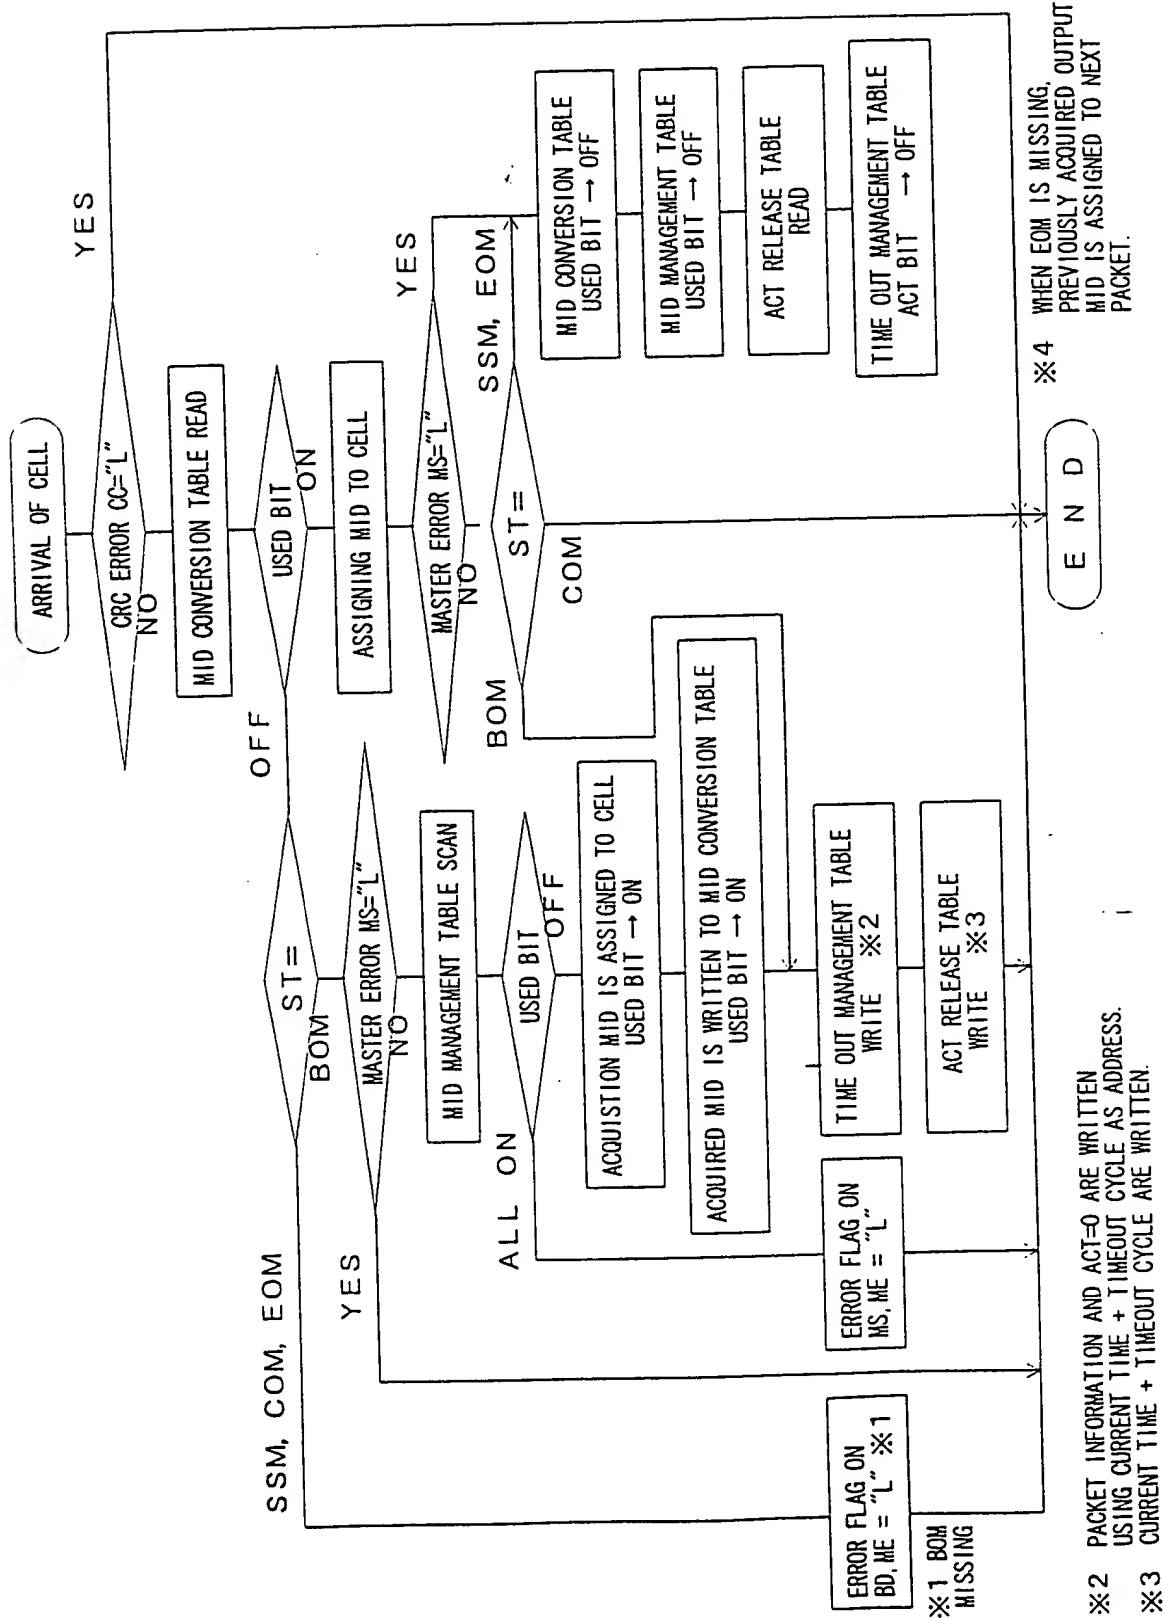 ARRIVAL OF CELL
CRC ERROR CC="L"
YES
NO
MID CONVERSION TABLE READ
USED BIT
OFF
ON
ASSIGNING MID TO CELL
MASTER ERROR MS="L"
YES
NO
ST=
SSM, EOM
BOM
COM
MID CONVERSION TABLE
USED BIT → OFF
MID MANAGEMENT TABLE
USED BIT → OFF
ACT RELEASE TABLE
READ
TIME OUT MANAGEMENT TABLE
ACT BIT → OFF
ST=
SSM, COM, EOM
BOM
MASTER ERROR MS="L"
YES
NO
MID MANAGEMENT TABLE SCAN
USED BIT
ALL ON
OFF
ACQUISTION MID IS ASSIGNED TO CELL
USED BIT → ON
ACQUIRED MID IS WRITTEN TO MID CONVERSION TABLE
USED BIT → ON
TIME OUT MANAGEMENT TABLE
WRITE ※2
ACT RELEASE TABLE
WRITE ※3
ERROR FLAG ON
MS, ME = "L"
ERROR FLAG ON
BD, ME = "L" ※1
※1 BOM
MISSING
END
※4 WHEN EOM IS MISSING,
PREVIOUSLY ACQUIRED OUTPUT
MID IS ASSIGNED TO NEXT
PACKET.
※2 PACKET INFORMATION AND ACT=0 ARE WRITTEN
USING CURRENT TIME + TIMEOUT CYCLE AS ADDRESS.
※3 CURRENT TIME + TIMEOUT CYCLE ARE WRITTEN.